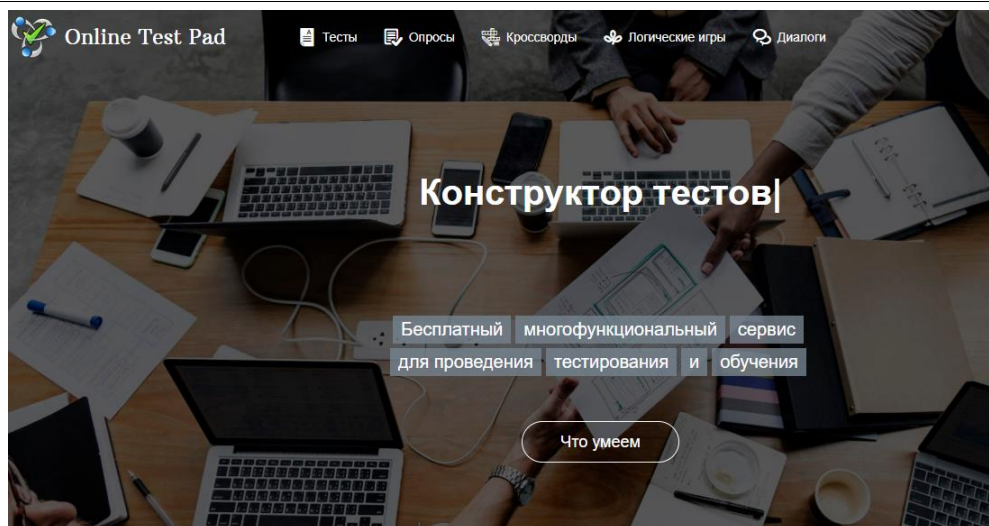 Online Test Pad Тесты Опросы Кроссворды Логические игры Диалоги
Конструктор тестов|
Бесплатный многофункциональный сервис
для проведения тестирования и обучения
Что умеем